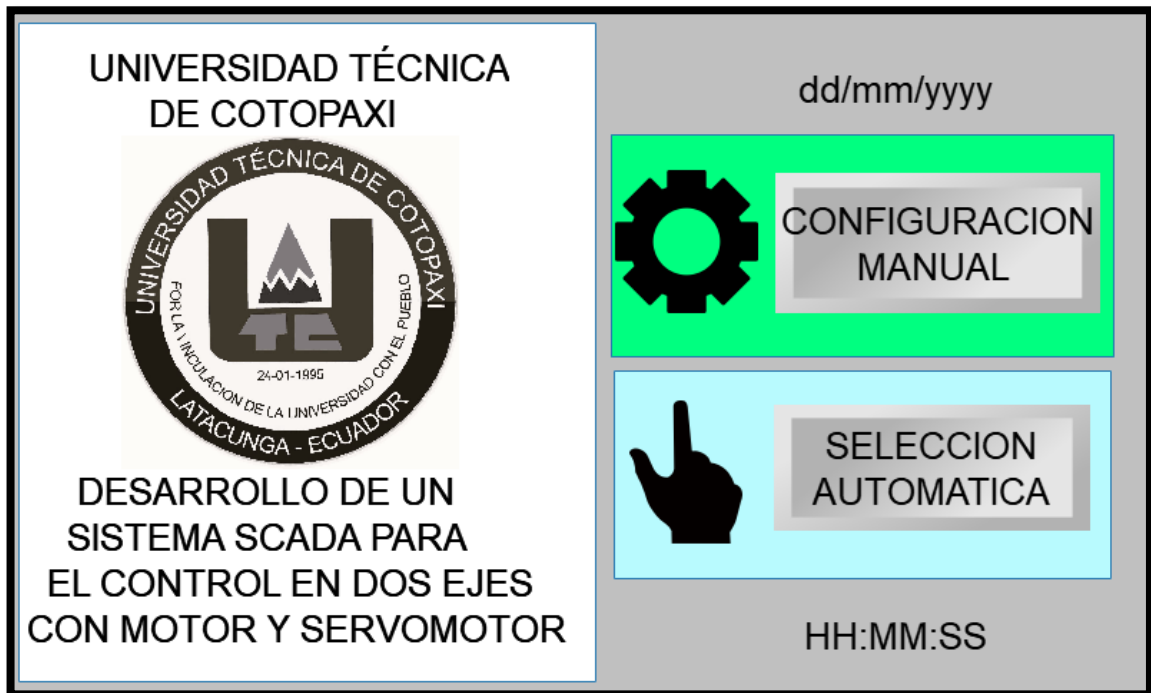 UNIVERSIDAD TÉCNICA
DE COTOPAXI
UNIVERSIDAD TÉCNICA DE COTOPAXI
UTC
24-01-1995
POR LA VINCULACION DE LA UNIVERSIDAD CON EL PUEBLO
LATACUNGA - ECUADOR
DESARROLLO DE UN
SISTEMA SCADA PARA
EL CONTROL EN DOS EJES
CON MOTOR Y SERVOMOTOR
dd/mm/yyyy
CONFIGURACION
MANUAL
SELECCION
AUTOMATICA
HH:MM:SS